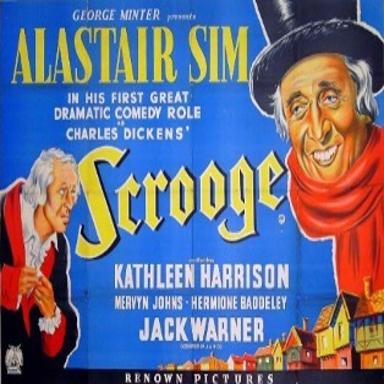 GEORGE MINTER presents
ALASTAIR SIM
IN HIS FIRST GREAT
DRAMATIC COMEDY ROLE
AS
CHARLES DICKENS'
Scrooge
KATHLEEN HARRISON
MERVYN JOHNS - HERMIONE BADDELEY
JACK WARNER
RENOWN PICTURES